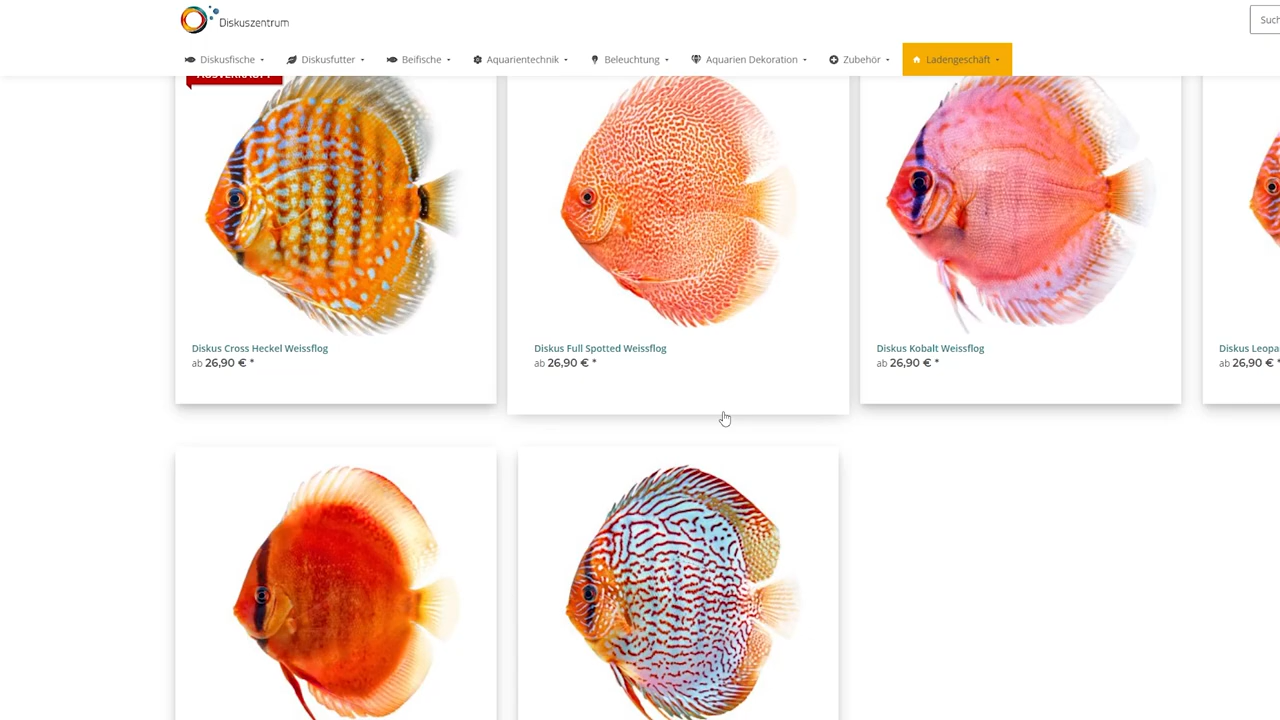 Diskuszentrum
Such
Diskusfische
Diskusfutter
Beifische
Aquarientechnik
Beleuchtung
Aquarien Dekoration
Zubehör
Ladengeschäft
AUSVERKAUFT
Diskus Cross Heckel Weissflog
ab 26,90 € *
Diskus Full Spotted Weissflog
ab 26,90 € *
Diskus Kobalt Weissflog
ab 26,90 € *
Diskus Leopa
ab 26,90 € *